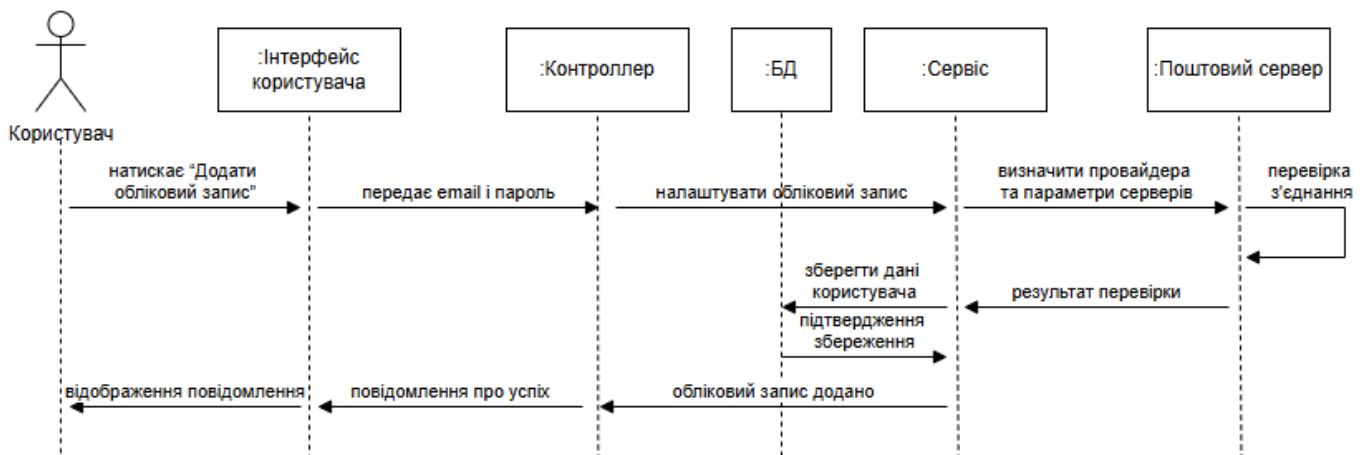 :Інтерфейс
користувача
:Контроллер
:БД
:Сервіс
:Поштовий сервер
Користувач
натискає “Додати
обліковий запис”
передає email і пароль
налаштувати обліковий запис
визначити провайдера
та параметри серверів
перевірка
з'єднання
зберегти дані
користувача
результат перевірки
підтвердження
збереження
відображення повідомлення
повідомлення про успіх
обліковий запис додано